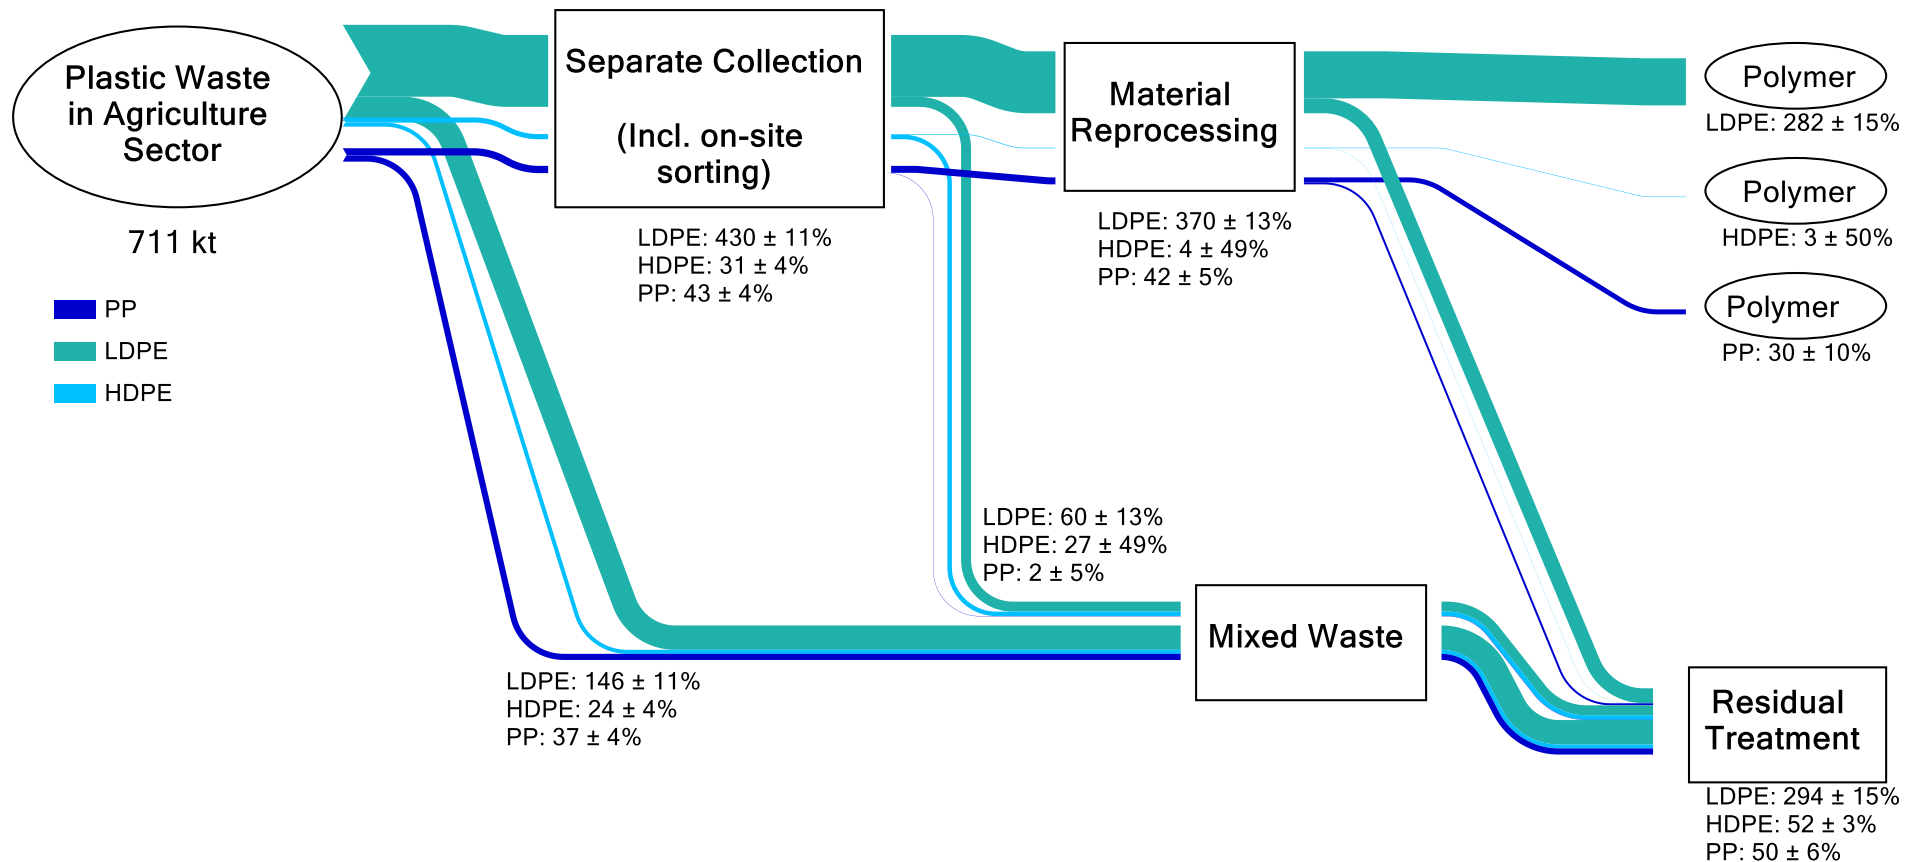 Plastic Waste
in Agriculture
Sector
711 kt
PP
LDPE
HDPE
Separate Collection
(Incl. on-site
sorting)
LDPE: 430 ± 11%
HDPE: 31 ± 4%
PP: 43 ± 4%
Material
Reprocessing
LDPE: 370 ± 13%
HDPE: 4 ± 49%
PP: 42 ± 5%
Polymer
LDPE: 282 ± 15%
Polymer
HDPE: 3 ± 50%
Polymer
PP: 30 ± 10%
LDPE: 60 ± 13%
HDPE: 27 ± 49%
PP: 2 ± 5%
Mixed Waste
LDPE: 146 ± 11%
HDPE: 24 ± 4%
PP: 37 ± 4%
Residual
Treatment
LDPE: 294 ± 15%
HDPE: 52 ± 3%
PP: 50 ± 6%